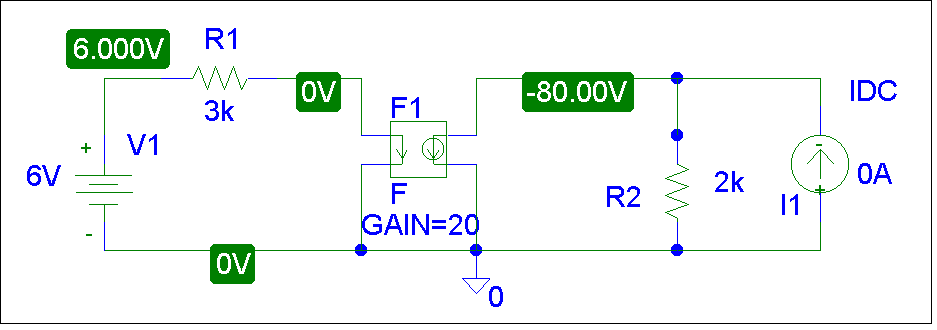 R1
6.000V
3k
0V
F1
-80.00V
IDC
+
V1
6V
-
-
0A
+
I1
2k
R2
F
GAIN=20
0V
0